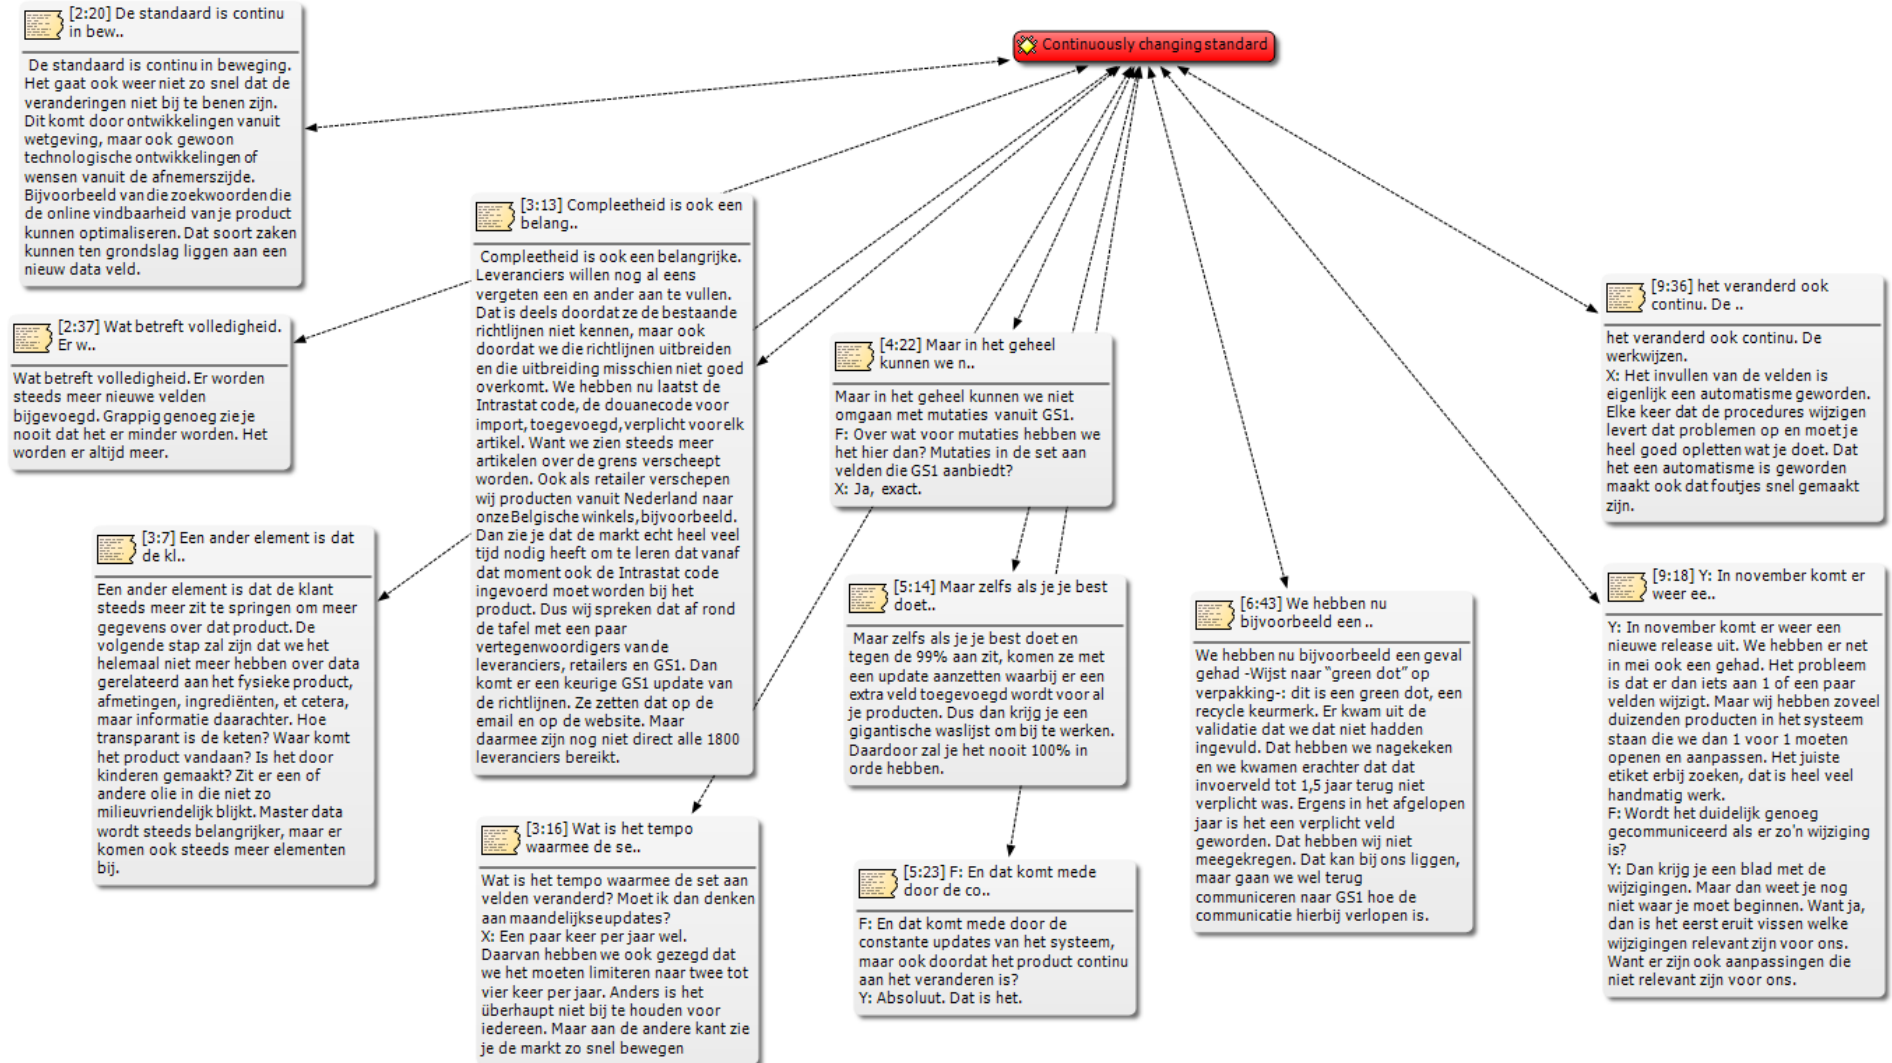 Continuously changing standard
[2:20] De standaard is continu
in bew..
De standaard is continu in beweging.
Het gaat ook weer niet zo snel dat de
veranderingen niet bij te benen zijn.
Dit komt door ontwikkelingen vanuit
wetgeving, maar ook gewoon
technologische ontwikkelingen of
wensen vanuit de afnemerszijde.
Bijvoorbeeld van die zoekwoorden die
de online vindbaarheid van je product
kunnen optimaliseren. Dat soort zaken
kunnen ten grondslag liggen aan een
nieuw data veld.
[2:37] Wat betreft volledigheid.
Er w..
Wat betreft volledigheid. Er worden
steeds meer nieuwe velden
bijgevoegd. Grappig genoeg zie je
nooit dat het er minder worden. Het
worden er altijd meer.
[3:7] Een ander element is dat
de kl..
Een ander element is dat de klant
steeds meer zit te springen om meer
gegevens over dat product. De
volgende stap zal zijn dat we het
helemaal niet meer hebben over data
gerelateerd aan het fysieke product,
afmetingen, ingrediënten, et cetera,
maar informatie daarachter. Hoe
transparant is de keten? Waar komt
het product vandaan? Is het door
kinderen gemaakt? Zit er een of
andere olie in die niet zo
milieuvriendelijk blijkt. Master data
wordt steeds belangrijker, maar er
komen ook steeds meer elementen
bij.
[3:13] Compleetheid is ook een
belang..
Compleetheid is ook een belangrijke.
Leveranciers willen nog al eens
vergeten een en ander aan te vullen.
Dat is deels doordat ze de bestaande
richtlijnen niet kennen, maar ook
doordat we die richtlijnen uitbreiden
en die uitbreiding misschien niet goed
overkomt. We hebben nu laatst de
Intrastat code, de douanecode voor
import, toegevoegd, verplicht voor elk
artikel. Want we zien steeds meer
artikelen over de grens verscheept
worden. Ook als retailer verschepen
wij producten vanuit Nederland naar
onze Belgische winkels, bijvoorbeeld.
Dan zie je dat de markt echt heel veel
tijd nodig heeft om te leren dat vanaf
dat moment ook de Intrastat code
ingevoerd moet worden bij het
product. Dus wij spreken dat af rond
de tafel met een paar
vertegenwoordigers van de
leveranciers, retailers en GS1. Dan
komt er een keurige GS1 update van
de richtlijnen. Ze zetten dat op de
email en op de website. Maar
daarmee zijn nog niet direct alle 1800
leveranciers bereikt.
[3:16] Wat is het tempo
waarmee de se..
Wat is het tempo waarmee de set aan
velden veranderd? Moet ik dan denken
aan maandelijkse updates?
X: Een paar keer per jaar wel.
Daarvan hebben we ook gezegd dat
we het moeten limiteren naar twee tot
vier keer per jaar. Anders is het
überhaupt niet bij te houden voor
iedereen. Maar aan de andere kant zie
je de markt zo snel bewegen
[4:22] Maar in het geheel
kunnen we n..
Maar in het geheel kunnen we niet
omgaan met mutaties vanuit GS1.
F: Over wat voor mutaties hebben we
het hier dan? Mutaties in de set aan
velden die GS1 aanbiedt?
X: Ja, exact.
[5:14] Maar zelfs als je je best
doet..
Maar zelfs als je je best doet en
tegen de 99% aan zit, komen ze met
een update aanzetten waarbij er een
extra veld toegevoegd wordt voor al
je producten. Dus dan krijg je een
gigantische waslijst om bij te werken.
Daardoor zal je het nooit 100% in
orde hebben.
[5:23] F: En dat komt mede
door de co..
F: En dat komt mede door de
constante updates van het systeem,
maar ook doordat het product continu
aan het veranderen is?
Y: Absoluut. Dat is het.
[6:43] We hebben nu
bijvoorbeeld een ..
We hebben nu bijvoorbeeld een geval
gehad -Wijst naar “green dot” op
verpakking-: dit is een green dot, een
recycle keurmerk. Er kwam uit de
validatie dat we dat niet hadden
ingevuld. Dat hebben we nagekeken
en we kwamen erachter dat dat
invoerveld tot 1,5 jaar terug niet
verplicht was. Ergens in het afgelopen
jaar is het een verplicht veld
geworden. Dat hebben wij niet
meegekregen. Dat kan bij ons liggen,
maar gaan we wel terug
communiceren naar GS1 hoe de
communicatie hierbij verlopen is.
[9:36] het veranderd ook
continu. De ..
het veranderd ook continu. De
werkwijzen.
X: Het invullen van de velden is
eigenlijk een automatisme geworden.
Elke keer dat de procedures wijzigen
levert dat problemen op en moet je
heel goed opletten wat je doet. Dat
het een automatisme is geworden
maakt ook dat foutjes snel gemaakt
zijn.
[9:18] Y: In november komt er
weer ee..
Y: In november komt er weer een
nieuwe release uit. We hebben er net
in mei ook een gehad. Het probleem
is dat er dan iets aan 1 of een paar
velden wijzigt. Maar wij hebben zoveel
duizenden producten in het systeem
staan die we dan 1 voor 1 moeten
openen en aanpassen. Het juiste
etiket erbij zoeken, dat is heel veel
handmatig werk.
F: Wordt het duidelijk genoeg
gecommuniceerd als er zo'n wijziging
is?
Y: Dan krijg je een blad met de
wijzigingen. Maar dan weet je nog
niet waar je moet beginnen. Want ja,
dan is het eerst eruit vissen welke
wijzigingen relevant zijn voor ons.
Want er zijn ook aanpassingen die
niet relevant zijn voor ons.